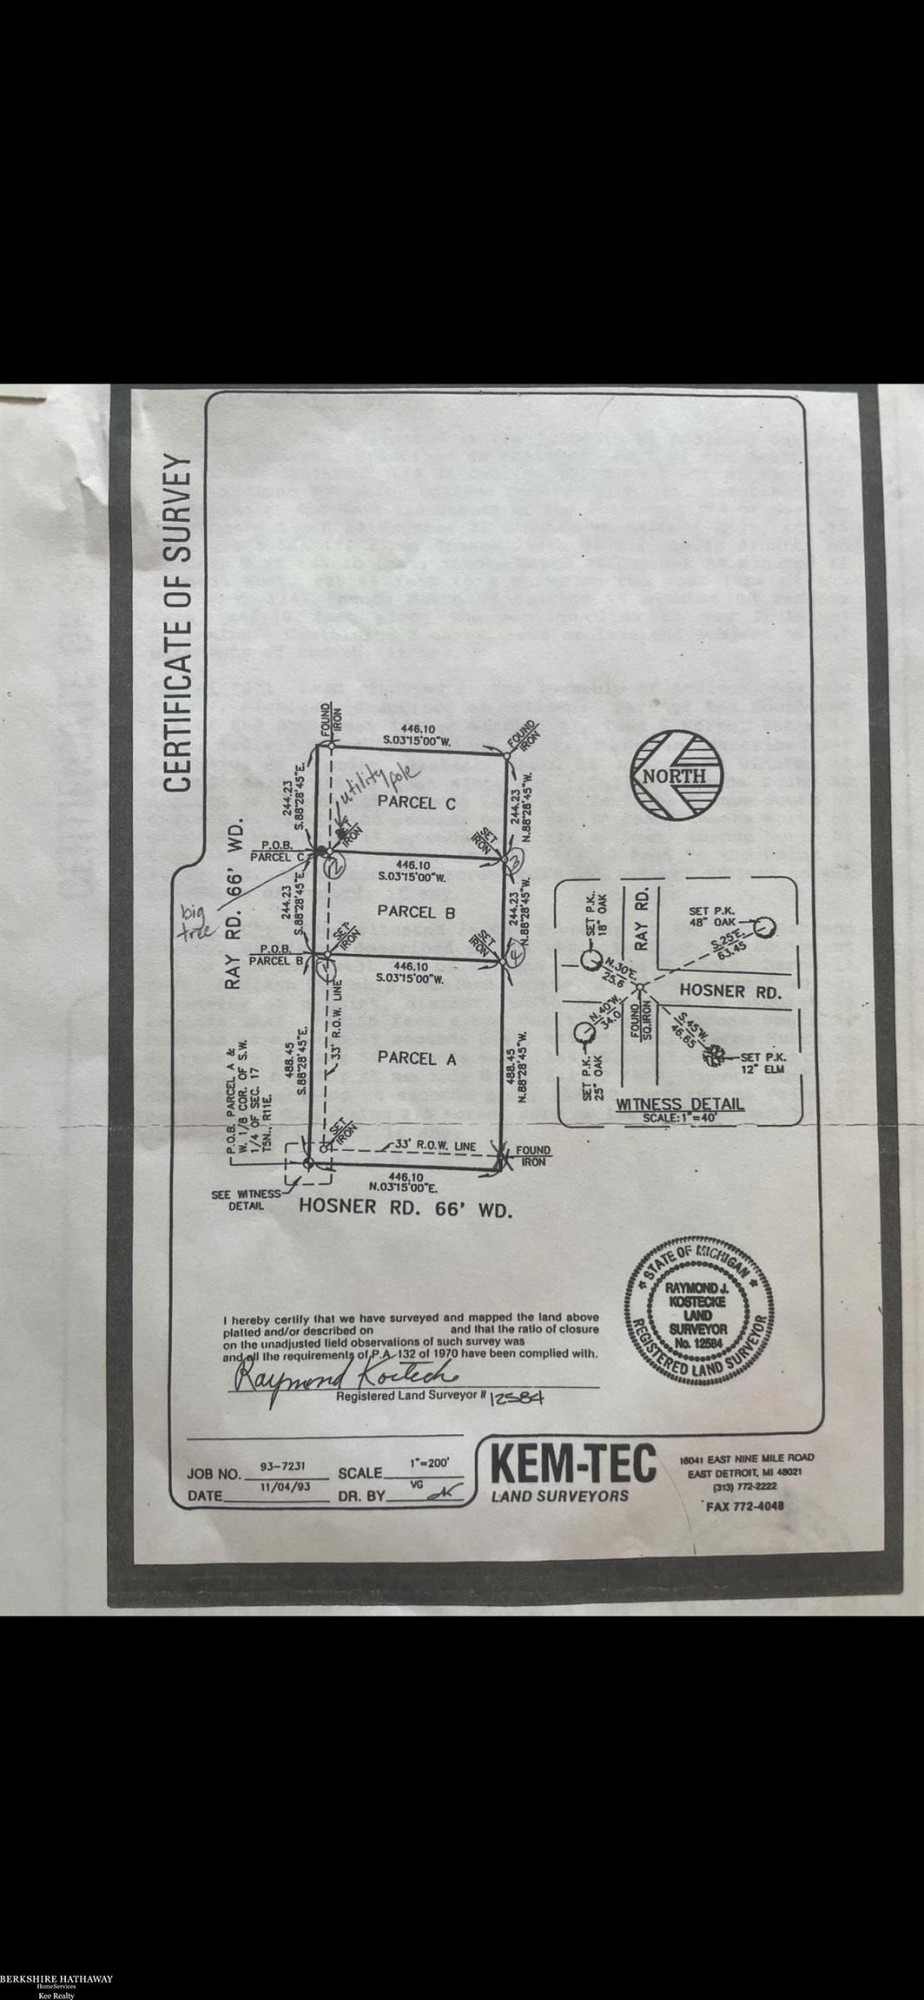 CERTIFICATE OF SURVEY
FOUND
IRON
446.10
S.03°15'00"W.
FOUND
IRON
244.23
S.88°28'45"E.
utility pole
PARCEL C
244.23
N.88°28'45"W.
NORTH
RAY RD. 66' WD.
P.O.B.
PARCEL C
SET
IRON
2
446.10
S.03°15'00"W.
SET
IRON
3
big
tree
244.23
S.88°28'45"E.
PARCEL B
244.23
N.88°28'45"W.
P.O.B.
PARCEL B
SET
IRON
1
446.10
S.03°15'00"W.
SET
IRON
4
33' R.O.W. LINE
488.45
S.88°28'45"E.
PARCEL A
488.45
N.88°28'45"W.
P.O.B. PARCEL A &
W. 1/8 COR. OF S.W.
1/4 OF SEC. 17
T5N., R11E.
SET
IRON
33' R.O.W. LINE
FOUND
IRON
446.10
N.03°15'00"E.
SEE WITNESS
DETAIL
HOSNER RD. 66' WD.
SET P.K.
18" OAK
RAY RD.
SET P.K.
48" OAK
S.25°E.
63.45
N.30°E.
25.6
HOSNER RD.
N.40°W.
34.0
FOUND
SQ.IRON
S.45°W.
46.65
SET P.K.
25" OAK
SET P.K.
12" ELM
WITNESS DETAIL
SCALE:1"=40'
STATE OF MICHIGAN
RAYMOND J.
KOSTECKE
LAND
SURVEYOR
No. 12584
REGISTERED LAND SURVEYOR
I hereby certify that we have surveyed and mapped the land above
platted and/or described on and that the ratio of closure
on the unadjusted field observations of such survey was
and all the requirements of P.A. 132 of 1970 have been complied with.
Raymond Kostecke
Registered Land Surveyor # 12584
JOB NO. 93-7231
SCALE 1"=200'
DATE 11/04/93
DR. BY VG
KEM-TEC
LAND SURVEYORS
16041 EAST NINE MILE ROAD
EAST DETROIT, MI 48021
(313) 772-2222
FAX 772-4048
BERKSHIRE HATHAWAY
HomeServices
Kee Realty